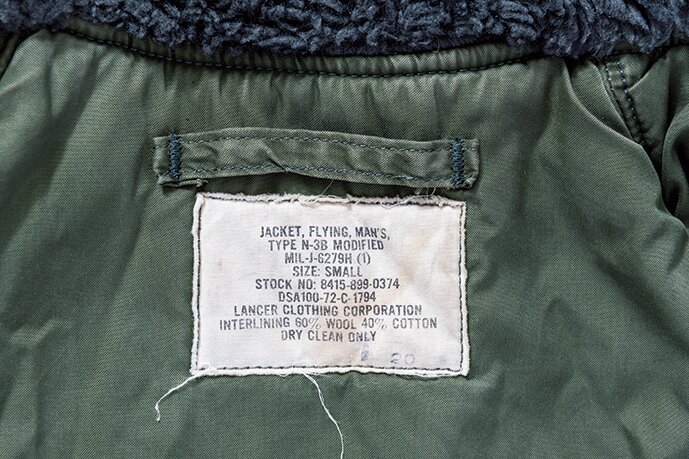 JACKET, FLYING, MAN'S,
TYPE N-3B MODIFIED
MIL-J-6279H (1)
SIZE: SMALL
STOCK NO: 8415-899-0374
DSA100-72-C-1794
LANCER CLOTHING CORPORATION
INTERLINING 60% WOOL 40% COTTON
DRY CLEAN ONLY
20